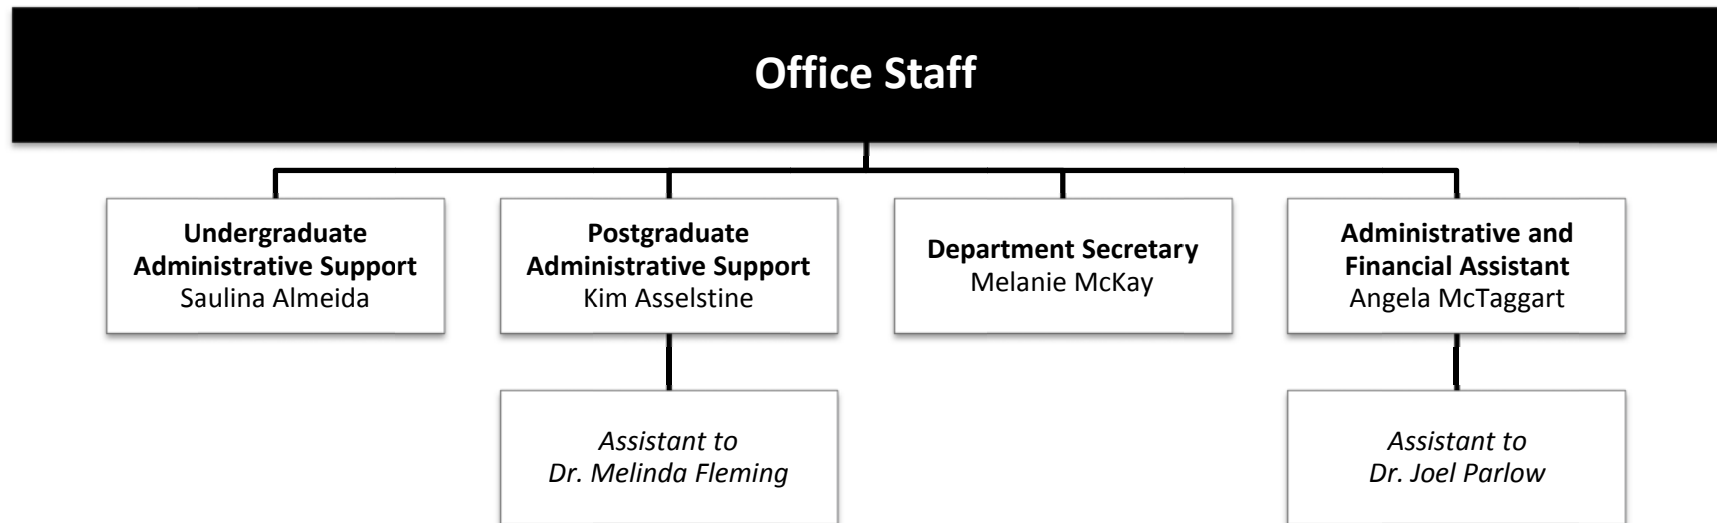 Office Staff
Undergraduate
Administrative Support
Saulina Almeida
Postgraduate
Administrative Support
Kim Asselstine
Department Secretary
Melanie McKay
Administrative and
Financial Assistant
Angela McTaggart
Assistant to
Dr. Melinda Fleming
Assistant to
Dr. Joel Parlow